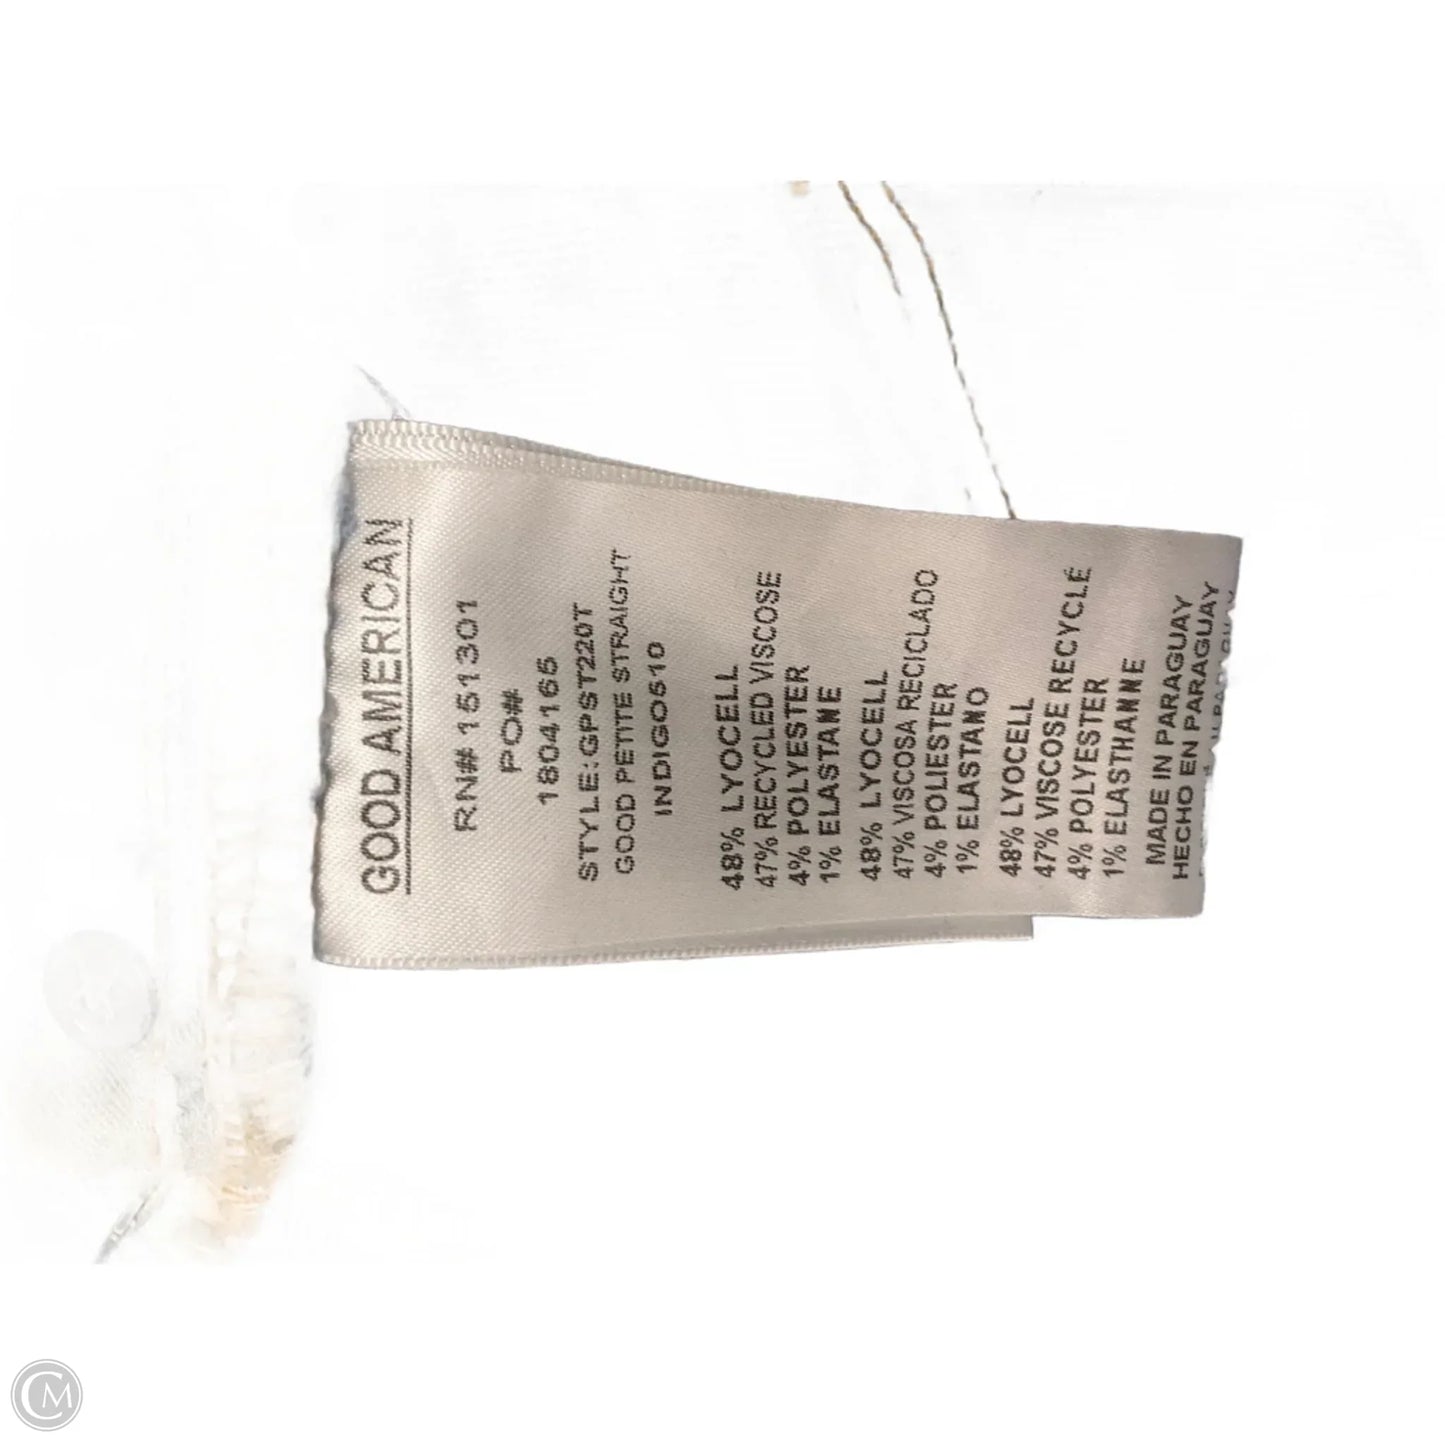 GOOD AMERICAN
RN# 151301
PO#
1804165
STYLE:GPST220T
GOOD PETITE STRAIGHT
INDIGO510
48% LYOCELL
47% RECYCLED VISCOSE
4% POLYESTER
1% ELASTANE
48% LYOCELL
47% VISCOSA RECICLADO
4% POLIESTER
1% ELASTANO
48% LYOCELL
47% VISCOSE RECYCLÉ
4% POLYESTER
1% ELASTHANNE
MADE IN PARAGUAY
HECHO EN PARAGUAY
CM